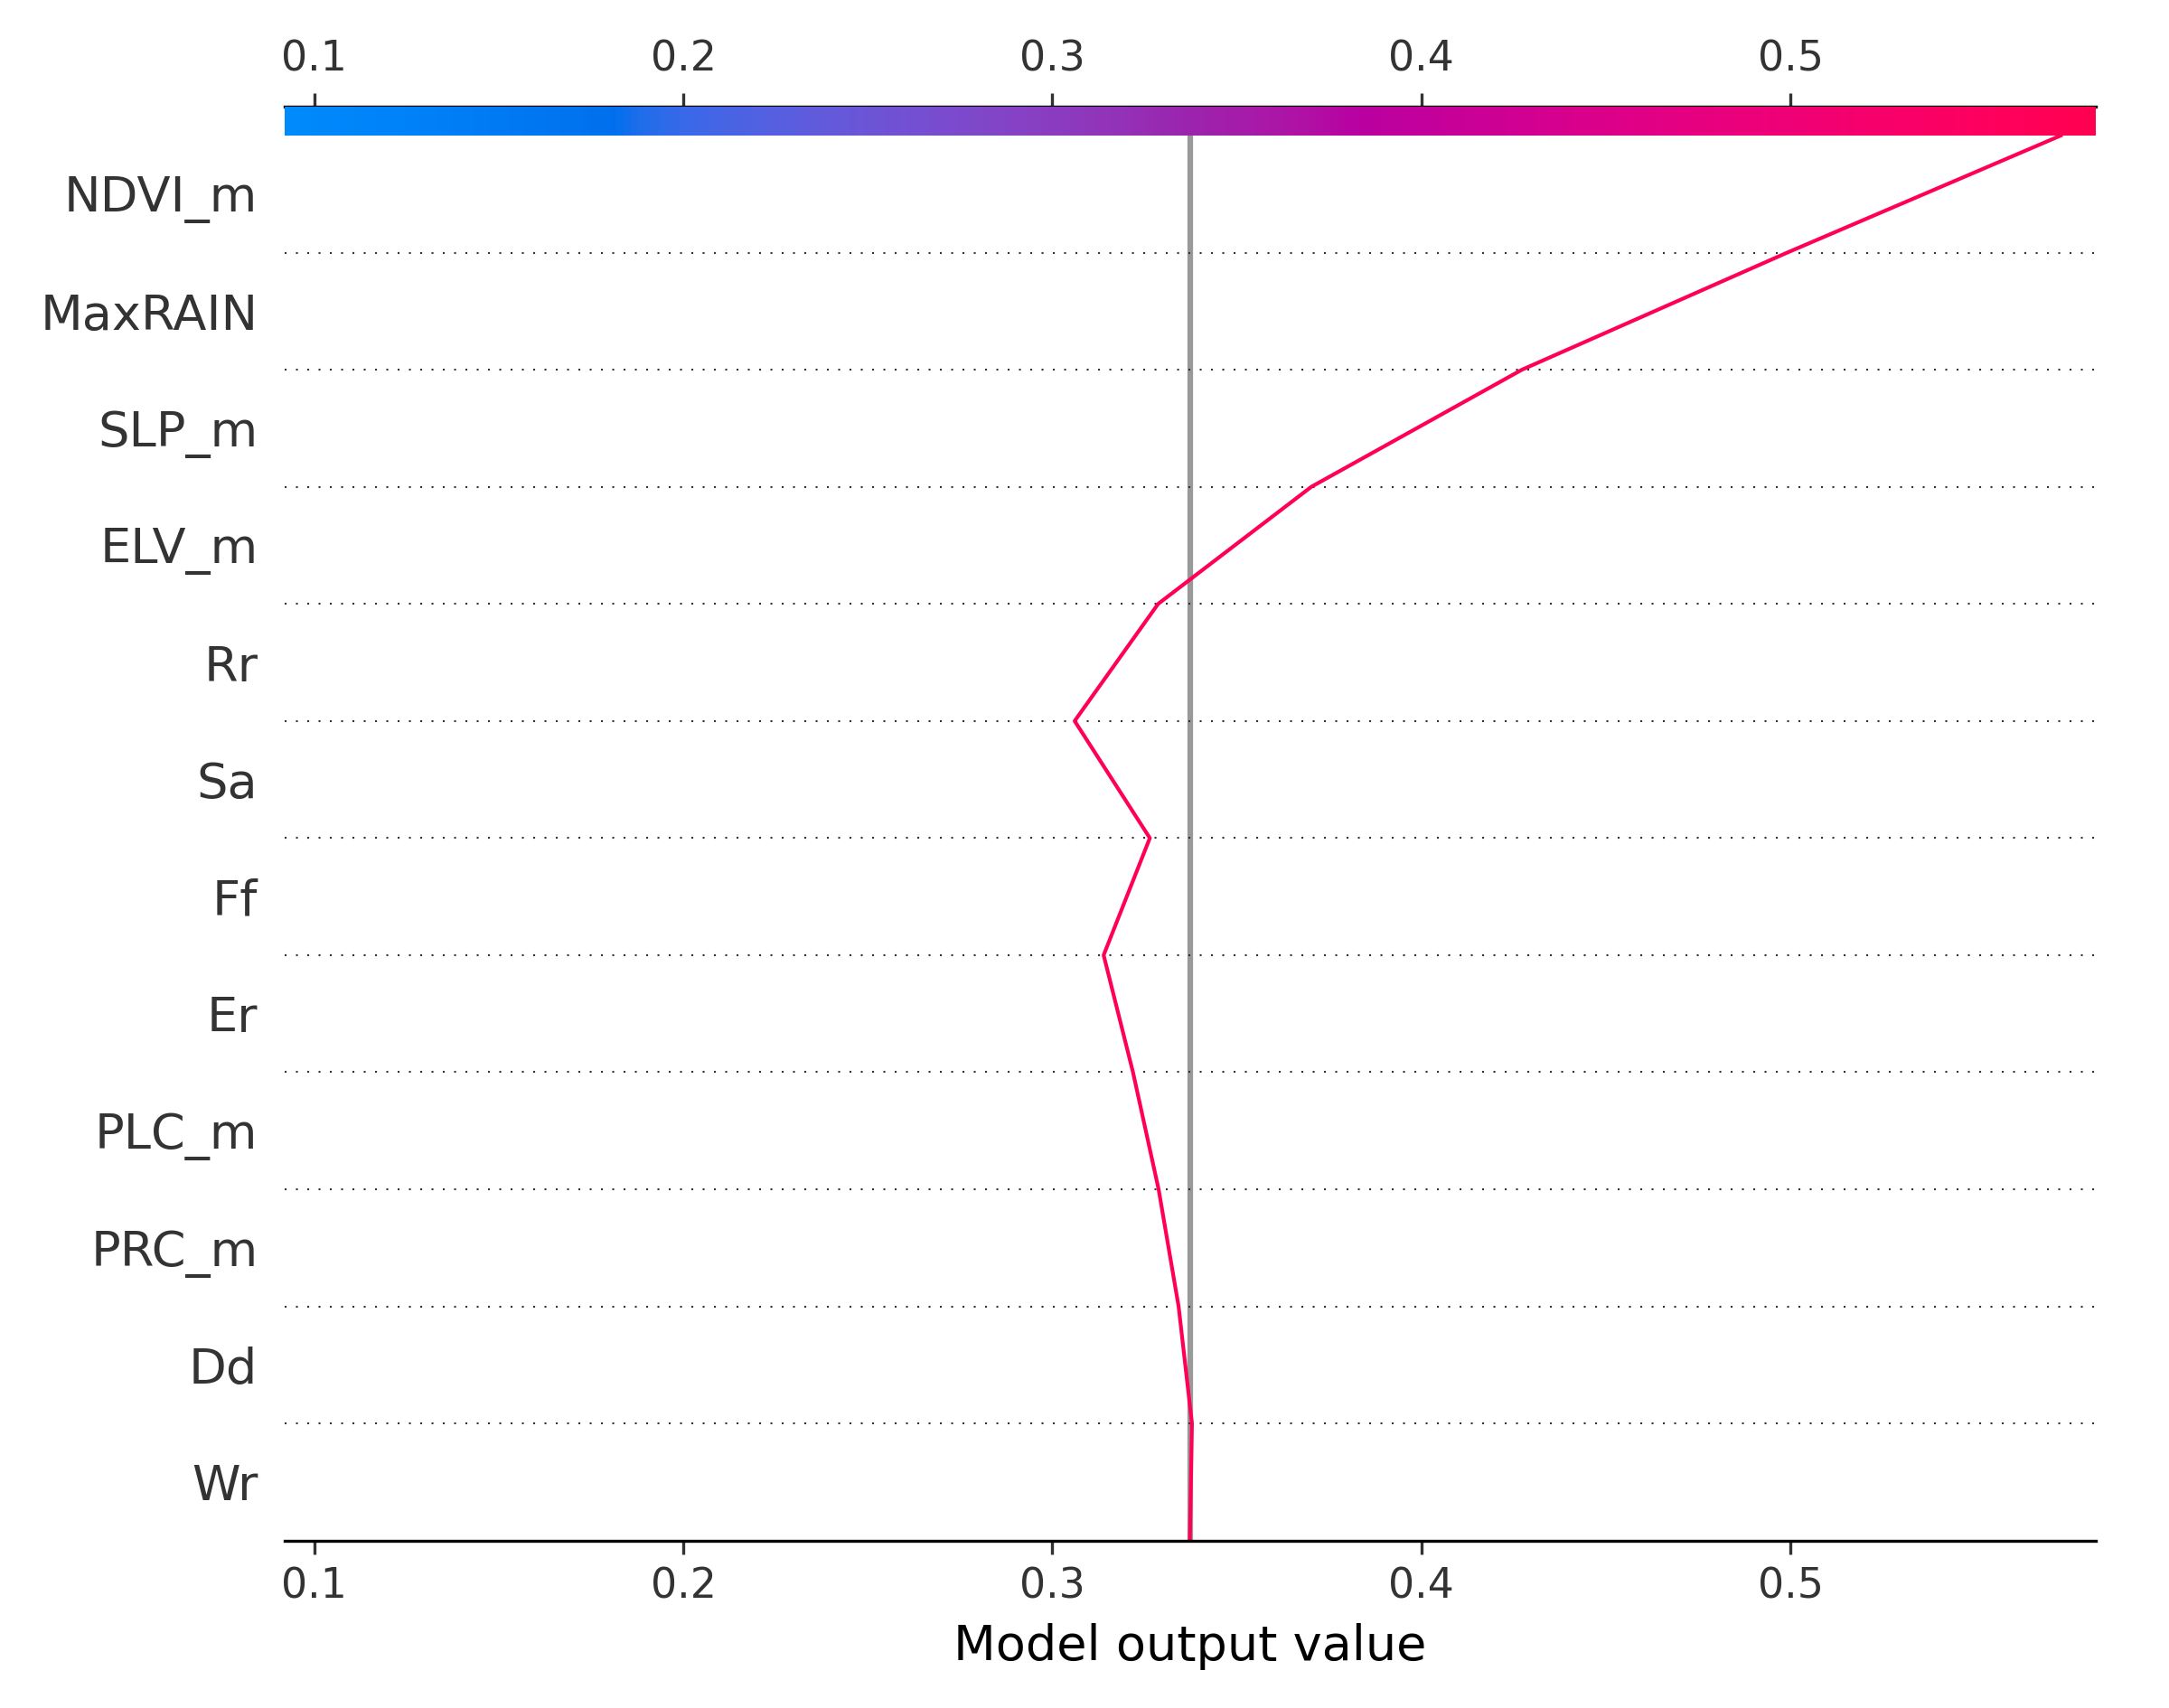 0.1 0.2 0.3 0.4 0.5
NDVI_m
MaxRAIN
SLP_m
ELV_m
Rr
Sa
Ff
Er
PLC_m
PRC_m
Dd
Wr
0.1 0.2 0.3 0.4 0.5
Model output value